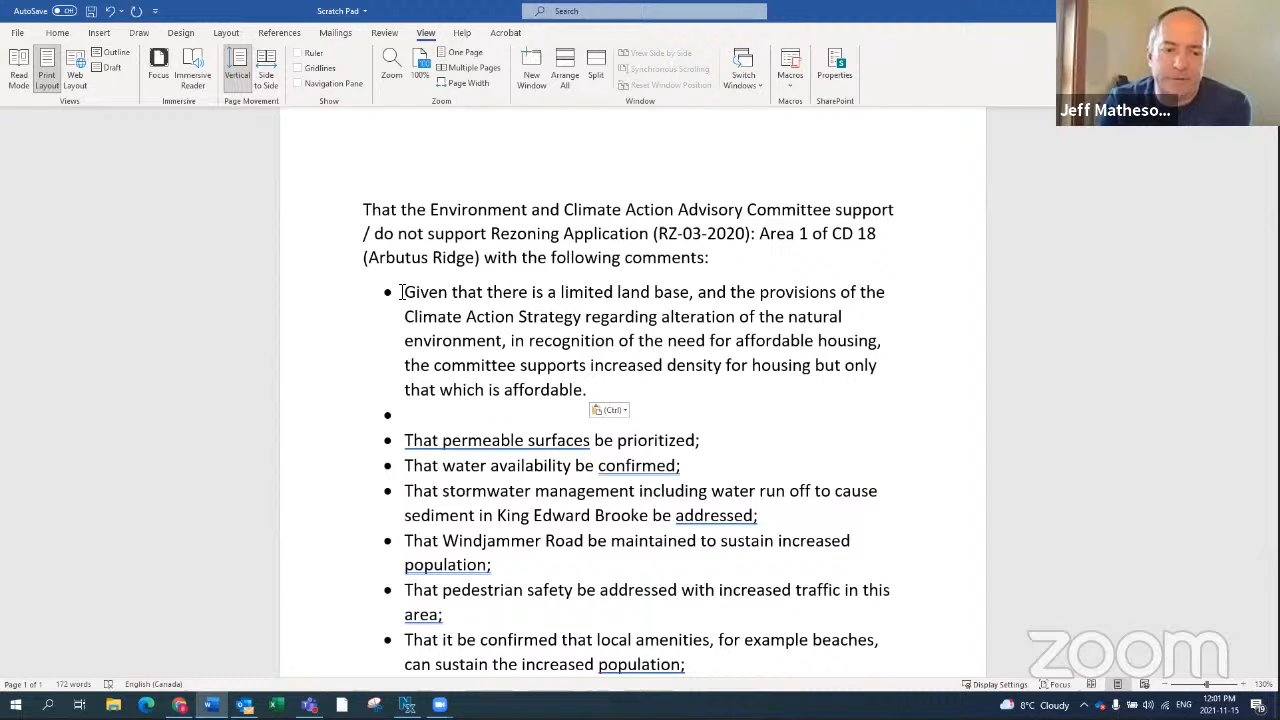 AutoSave Off Scratch Pad Search
File Home Insert Draw Design Layout References Mailings Review View Help Acrobat
Read Mode Print Layout Web Layout Outline Draft Focus Immersive Reader Vertical Side to Side Ruler Gridlines Navigation Pane Zoom 100% One Page Multiple Pages Page Width New Window Arrange All Split View Side by Side Synchronous Scrolling Reset Window Position Switch Windows Macros Properties
Views Immersive Page Movement Show Zoom Window Macros SharePoint
Jeff Matheso...
That the Environment and Climate Action Advisory Committee support
/ do not support Rezoning Application (RZ-03-2020): Area 1 of CD 18
(Arbutus Ridge) with the following comments:
• Given that there is a limited land base, and the provisions of the
Climate Action Strategy regarding alteration of the natural
environment, in recognition of the need for affordable housing,
the committee supports increased density for housing but only
that which is affordable.
(Ctrl)
•
• That permeable surfaces be prioritized;
• That water availability be confirmed;
• That stormwater management including water run off to cause
sediment in King Edward Brooke be addressed;
• That Windjammer Road be maintained to sustain increased
population;
• That pedestrian safety be addressed with increased traffic in this
area;
• That it be confirmed that local amenities, for example beaches,
can sustain the increased population;
zoom
Page 1 of 1 172 words English (Canada) Display Settings Focus 130%
8°C Cloudy 12:01 PM
2021-11-15